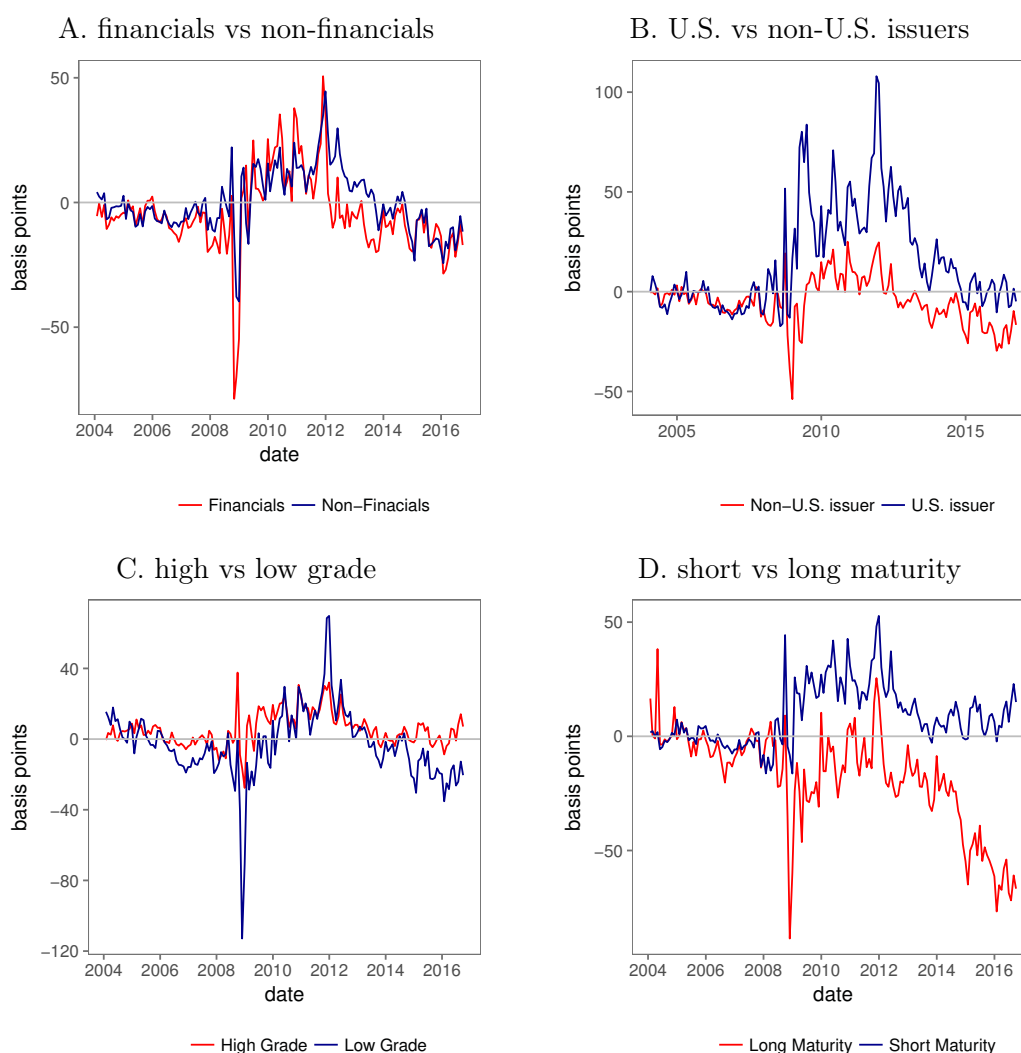 A. financials vs non-financials
50
0
−50
basis points
2004 2006 2008 2010 2012 2014 2016
date
Financials Non−Finacials
B. U.S. vs non-U.S. issuers
100
50
0
−50
basis points
2005 2010 2015
date
Non−U.S. issuer U.S. issuer
C. high vs low grade
40
0
−40
−80
−120
basis points
2004 2006 2008 2010 2012 2014 2016
date
High Grade Low Grade
D. short vs long maturity
50
0
−50
basis points
2004 2006 2008 2010 2012 2014 2016
date
Long Maturity Short Maturity